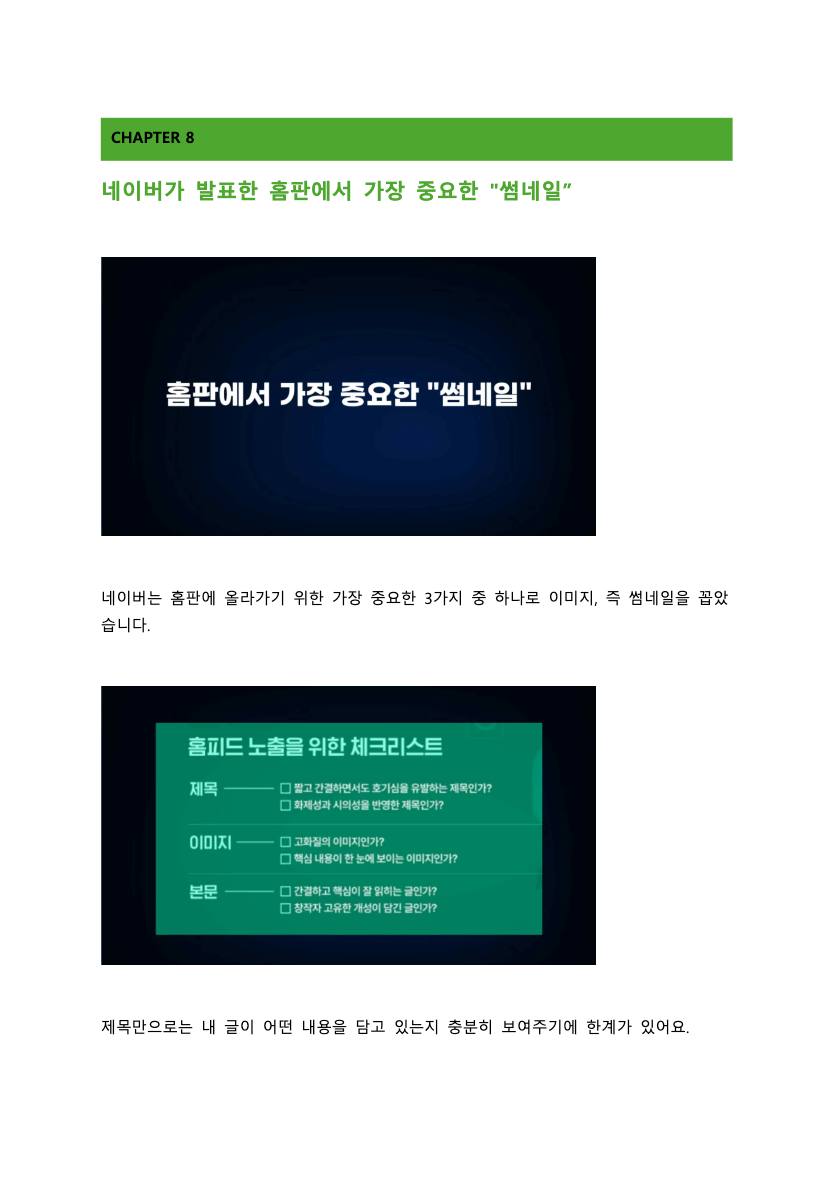 CHAPTER 8
네이버가 발표한 홈판에서 가장 중요한 "썸네일”
홈판에서 가장 중요한 "썸네일"
네이버는 홈판에 올라가기 위한 가장 중요한 3가지 중 하나로 이미지, 즉 썸네일을 꼽았
습니다.
홈피드 노출을 위한 체크리스트
제목 □ 짧고 간결하면서도 호기심을 유발하는 제목인가?
□ 화제성과 시의성을 반영한 제목인가?
이미지 □ 고화질의 이미지인가?
□ 핵심 내용이 한 눈에 보이는 이미지인가?
본문 □ 간결하고 핵심이 잘 읽히는 글인가?
□ 창작자 고유한 개성이 담긴 글인가?
제목만으로는 내 글이 어떤 내용을 담고 있는지 충분히 보여주기에 한계가 있어요.